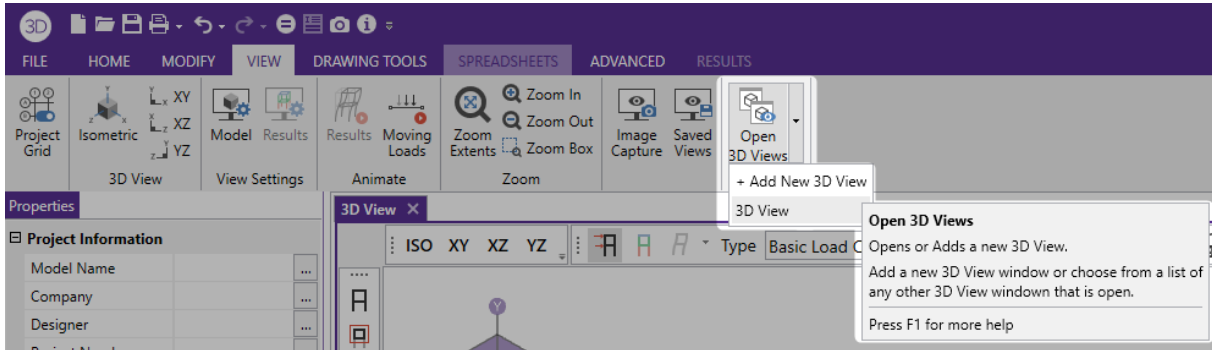 3D
FILE HOME MODIFY VIEW DRAWING TOOLS SPREADSHEETS ADVANCED RESULTS
Project
Grid
Isometric
Y x XY
Y z XZ
z Y YZ
3D View
Model Results
View Settings
Results Moving
Loads
Animate
Zoom
Extents
Zoom In
Zoom Out
Zoom Box
Zoom
Image
Capture
Saved
Views
Open
3D Views
+ Add New 3D View
3D View
Open 3D Views
Opens or Adds a new 3D View.
Add a new 3D View window or choose from a list of
any other 3D View windown that is open.
Press F1 for more help
Properties
Project Information
Model Name ...
Company ...
Designer ...
3D View
ISO XY XZ YZ Type Basic Load C
Y